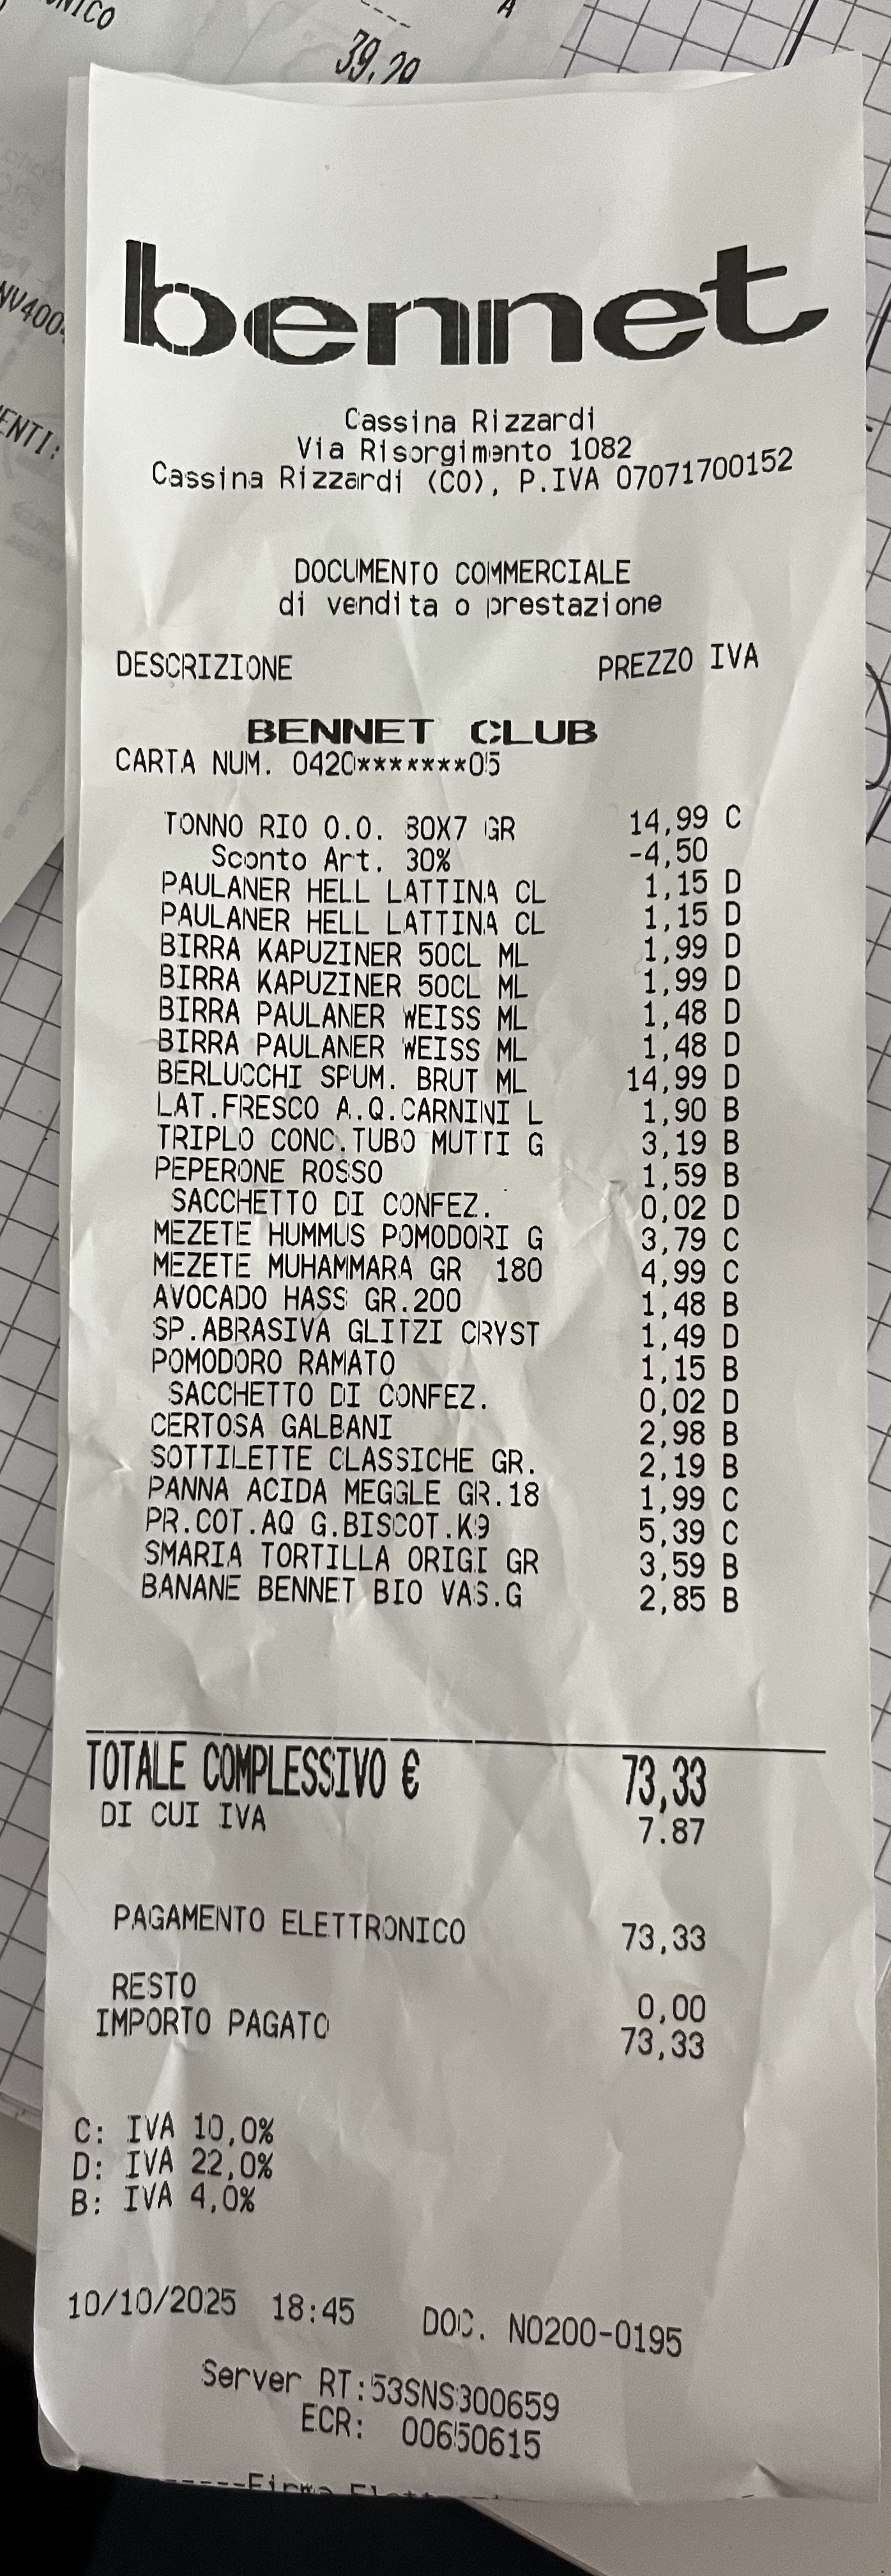 NICO
A
39,29
NV400
ENTI:
bennet
Cassina Rizzardi
Via Risorgimento 1082
Cassina Rizzardi (CO), P.IVA 07071700152
DOCUMENTO COMMERCIALE
di vendita o prestazione
DESCRIZIONE PREZZO IVA
BENNET CLUB
CARTA NUM. 0420*******05
TONNO RIO O.O. 80X7 GR 14,99 C
Sconto Art. 30% -4,50
PAULANER HELL LATTINA CL 1,15 D
PAULANER HELL LATTINA CL 1,15 D
BIRRA KAPUZINER 50CL ML 1,99 D
BIRRA KAPUZINER 50CL ML 1,99 D
BIRRA PAULANER WEISS ML 1,48 D
BIRRA PAULANER WEISS ML 1,48 D
BERLUCCHI SPUM. BRUT ML 14,99 D
LAT.FRESCO A.Q.CARNINI L 1,90 B
TRIPLO CONC.TUBO MUTTI G 3,19 B
PEPERONE ROSSO 1,59 B
SACCHETTO DI CONFEZ. 0,02 D
MEZETE HUMMUS POMODORI G 3,79 C
MEZETE MUHAMMARA GR 180 4,99 C
AVOCADO HASS GR.200 1,48 B
SP.ABRASIVA GLITZI CRYST 1,49 D
POMODORO RAMATO 1,15 B
SACCHETTO DI CONFEZ. 0,02 D
CERTOSA GALBANI 2,98 B
SOTTILETTE CLASSICHE GR. 2,19 B
PANNA ACIDA MEGGLE GR.18 1,99 C
PR.COT.AQ G.BISCOT.K9 5,39 C
SMARIA TORTILLA ORIGI GR 3,59 B
BANANE BENNET BIO VAS.G 2,85 B
TOTALE COMPLESSIVO € 73,33
DI CUI IVA 7.87
PAGAMENTO ELETTRONICO 73,33
RESTO 0,00
IMPORTO PAGATO 73,33
C: IVA 10,0%
D: IVA 22,0%
B: IVA 4,0%
10/10/2025 18:45 DOC. N0200-0195
Server RT:53SNS300659
ECR: 00650615